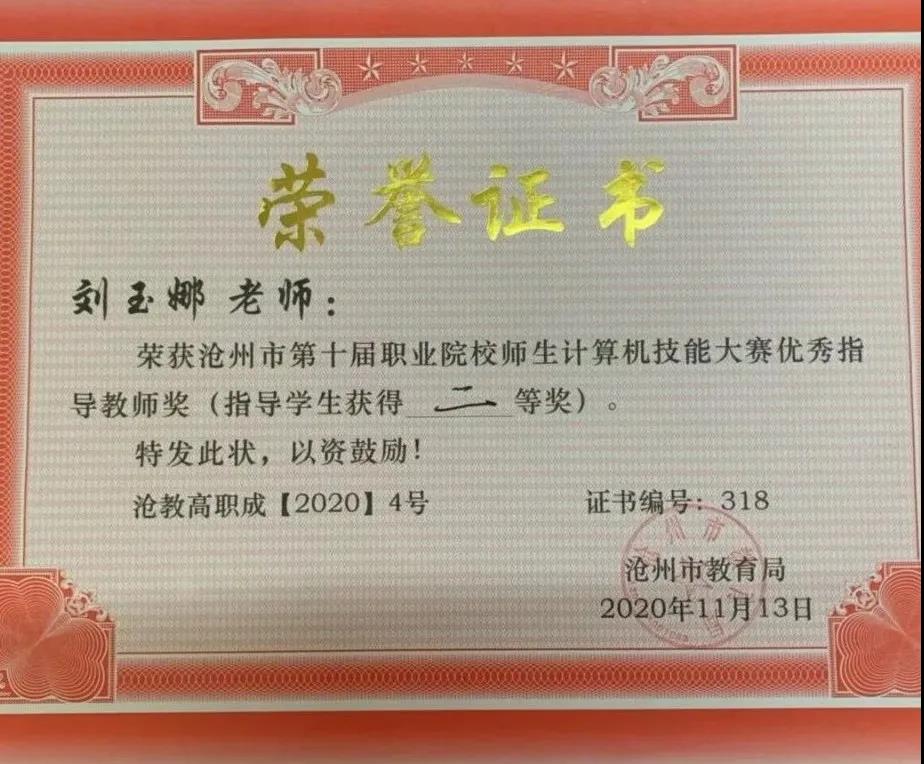 荣誉证书
刘玉娜 老师：
荣获沧州市第十届职业院校师生计算机技能大赛优秀指
导教师奖（指导学生获得二等奖）。
特发此状，以资鼓励！
沧教高职成【2020】4号 证书编号：318
沧州市教育局
2020年11月13日